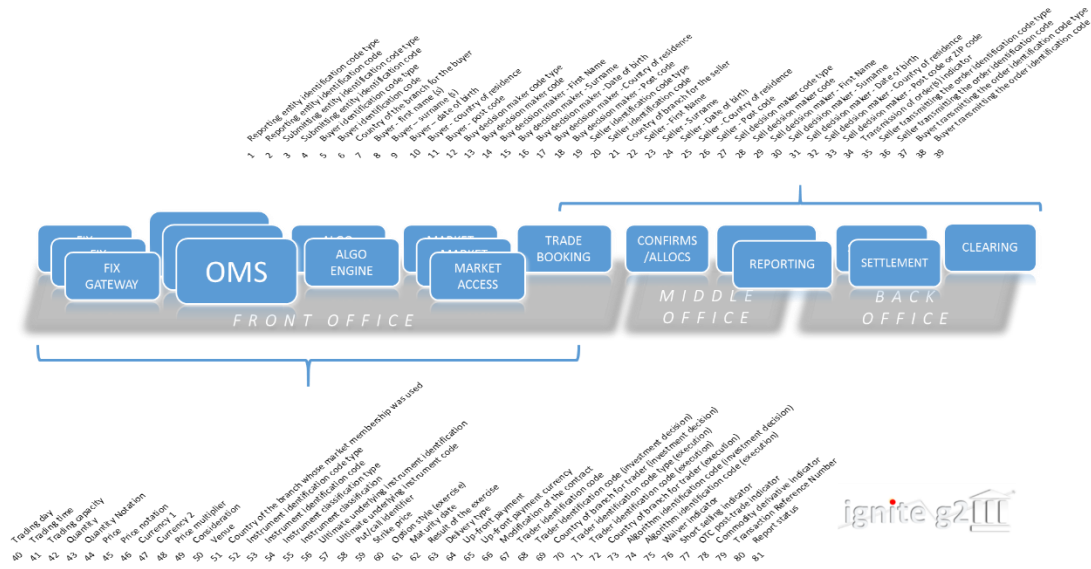 1 Reporting entity identification code type
2 Reporting entity identification code
3 Submitting entity identification code type
4 Submitting entity identification code
5 Buyer identification code type
6 Buyer identification code
7 Country of the branch for the buyer
8 Buyer - first name (s)
9 Buyer - surname (s)
10 Buyer - date of birth
11 Buyer - country of residence
12 Buyer - post code
13 Buy decision maker code type
14 Buy decision maker code
15 Buy decision maker - First Name
16 Buy decision maker - Surname
17 Buy decision maker - Date of birth
18 Buy decision maker -Country of residence
19 Buy decision maker - Post code
20 Seller identification code type
21 Seller identification code
22 Country of branch for the seller
23 Seller - First Name
24 Seller - Surname
25 Seller - Date of birth
26 Seller -Country of residence
27 Seller - Post code
28 Sell decision maker code type
29 Sell decision maker code
30 Sell decision maker - First Name
31 Sell decision maker - Surname
32 Sell decision maker - Date of birth
33 Sell decision maker - Country of residence
34 Sell decision maker - Post code or ZIP code
35 Transmission of order(s) indicator
36 Seller transmitting the order identification code type
37 Seller transmitting the order identification code
38 Buyer transmitting the order identification code type
39 Buyer transmitting the order identification code
FIX
GATEWAY
OMS
ALGO
ENGINE
MARKET
ACCESS
TRADE
BOOKING
CONFIRMS
/ALLOCS
REPORTING
SETTLEMENT
CLEARING
FRONT OFFICE
MIDDLE
OFFICE
BACK
OFFICE
40 Trading day
41 Trading time
42 Trading capacity
43 Quantity
44 Quantity Notation
45 Price
46 Price notation
47 Currency 1
48 Currency 2
49 Price multiplier
50 Consideration
51 Venue
52 Country of the branch whose market membership was used
53 Instrument identification code type
54 Instrument identification code
55 Instrument classification type
56 Instrument classification
57 Ultimate underlying instrument identification
58 Ultimate underlying instrument code
59 Put/call identifier
60 Strike price
61 Option style (exercise)
62 Maturity date
63 Result of the exercise
64 Delivery type
65 Up-front payment
66 Up-front payment currency
67 Modification of the contract
68 Trader identification code
69 Trader identification code (investment decision)
70 Country of branch for trader (investment decision)
71 Trader identification code type (execution)
72 Trader identification code (execution)
73 Country of branch for trader (execution)
74 Algorithm identification code (investment decision)
75 Algorithm identification code (execution)
76 Waiver indicator
77 Short selling indicator
78 OTC post-trade indicator
79 Commodity derivative indicator
80 Transaction Reference Number
81 Report status
ignite g2